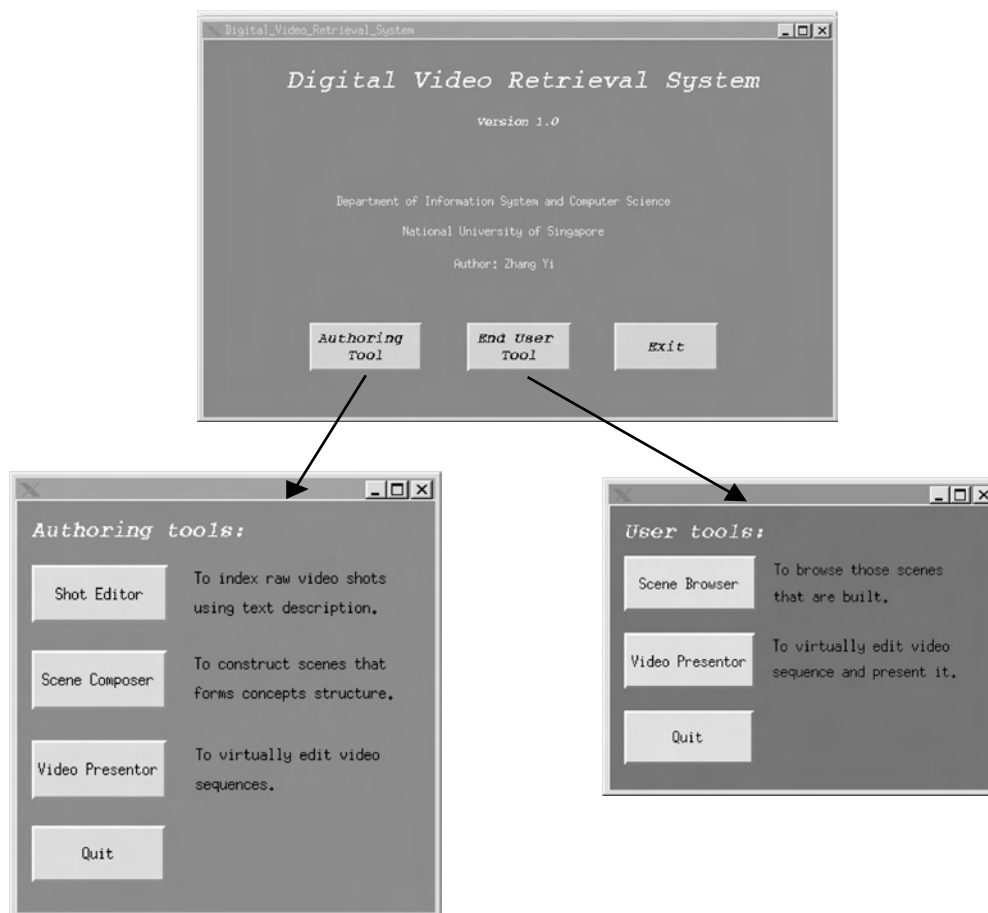 Digital_Video_Retrieval_System
Digital Video Retrieval System
Version 1.0
Department of Information System and Computer Science
National University of Singapore
Author: Zhang Yi
Authoring
Tool
End User
Tool
Exit
Authoring tools:
Shot Editor
To index raw video shots
using text description.
Scene Composer
To construct scenes that
forms concepts structure.
Video Presentor
To virtually edit video
sequences.
Quit
User tools:
Scene Browser
To browse those scenes
that are built.
Video Presentor
To virtually edit video
sequence and present it.
Quit